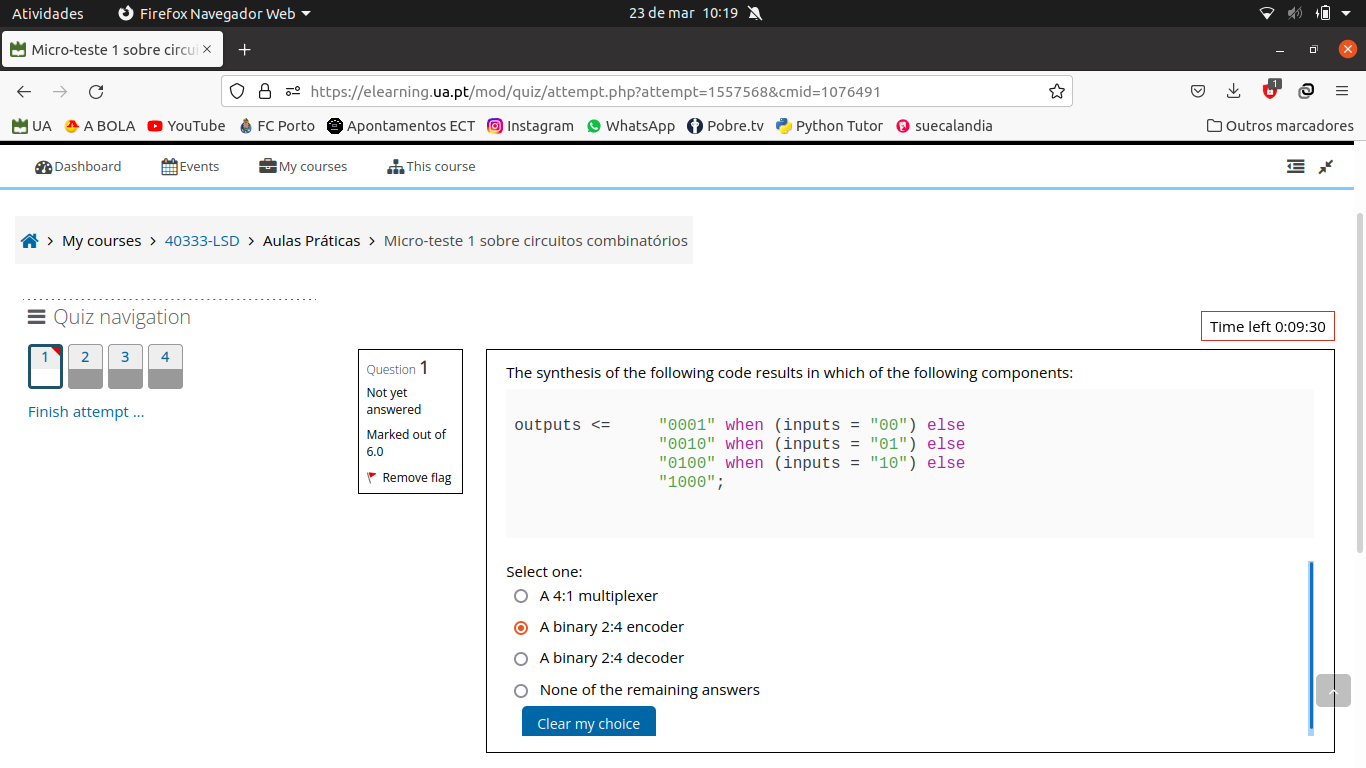 Atividades
Firefox Navegador Web
23 de mar 10:19
Micro-teste 1 sobre circu
https://elearning.ua.pt/mod/quiz/attempt.php?attempt=1557568&cmid=1076491
1
UA
A BOLA
YouTube
FC Porto
Apontamentos ECT
Instagram
WhatsApp
Pobre.tv
Python Tutor
suecalandia
Outros marcadores
Dashboard
Events
My courses
This course
My courses > 40333-LSD > Aulas Práticas > Micro-teste 1 sobre circuitos combinatórios
Quiz navigation
1 2 3 4
Finish attempt ...
Time left 0:09:30
Question 1
Not yet
answered
Marked out of
6.0
Remove flag
The synthesis of the following code results in which of the following components:
outputs <= "0001" when (inputs = "00") else
"0010" when (inputs = "01") else
"0100" when (inputs = "10") else
"1000";
Select one:
A 4:1 multiplexer
A binary 2:4 encoder
A binary 2:4 decoder
None of the remaining answers
Clear my choice